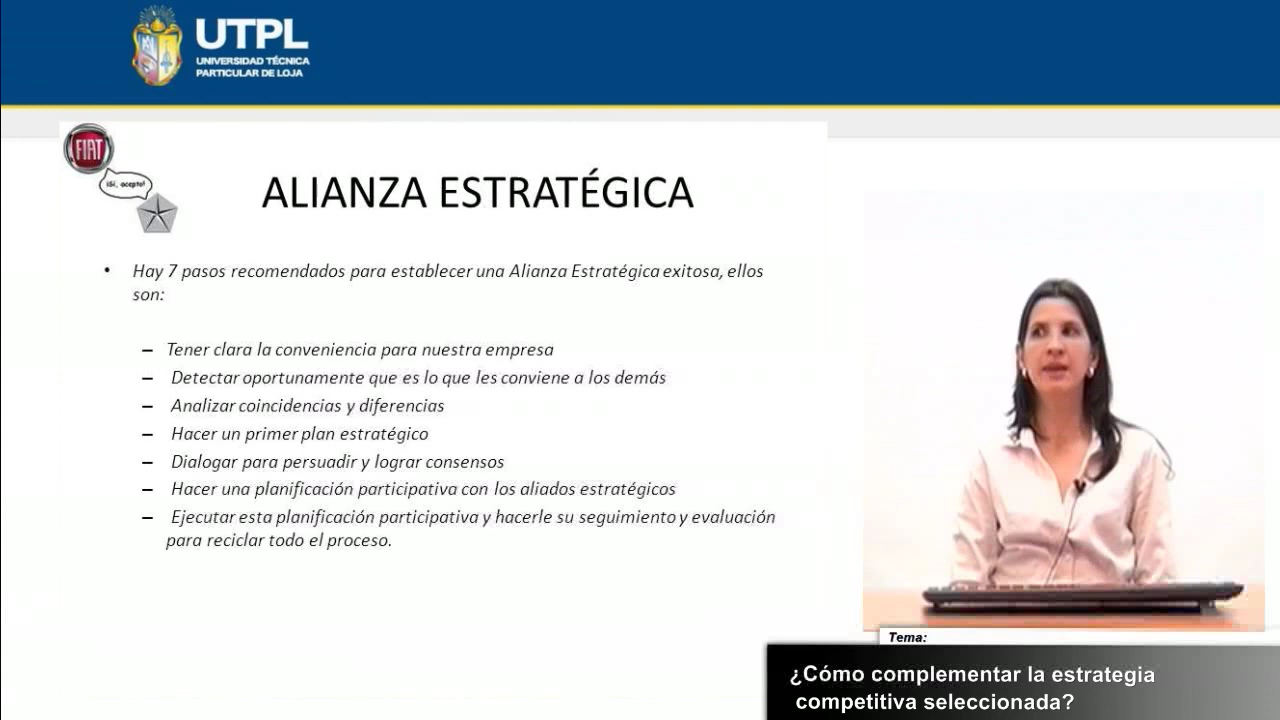 UTPL
UNIVERSIDAD TÉCNICA
PARTICULAR DE LOJA
FIAT
¡Sí, acepto!
ALIANZA ESTRATÉGICA
• Hay 7 pasos recomendados para establecer una Alianza Estratégica exitosa, ellos
son:
– Tener clara la conveniencia para nuestra empresa
– Detectar oportunamente que es lo que les conviene a los demás
– Analizar coincidencias y diferencias
– Hacer un primer plan estratégico
– Dialogar para persuadir y lograr consensos
– Hacer una planificación participativa con los aliados estratégicos
– Ejecutar esta planificación participativa y hacerle su seguimiento y evaluación
para reciclar todo el proceso.
Tema:
¿Cómo complementar la estrategia
competitiva seleccionada?